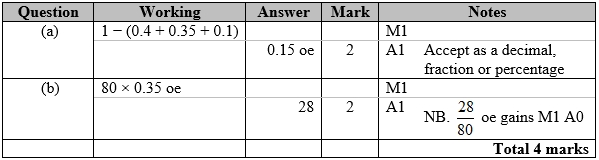 Question Working Answer Mark Notes
(a) 1 − (0.4 + 0.35 + 0.1) M1
0.15 oe 2 A1 Accept as a decimal,
fraction or percentage
(b) 80 × 0.35 oe M1
28 2 A1 NB. 28/80 oe gains M1 A0
Total 4 marks